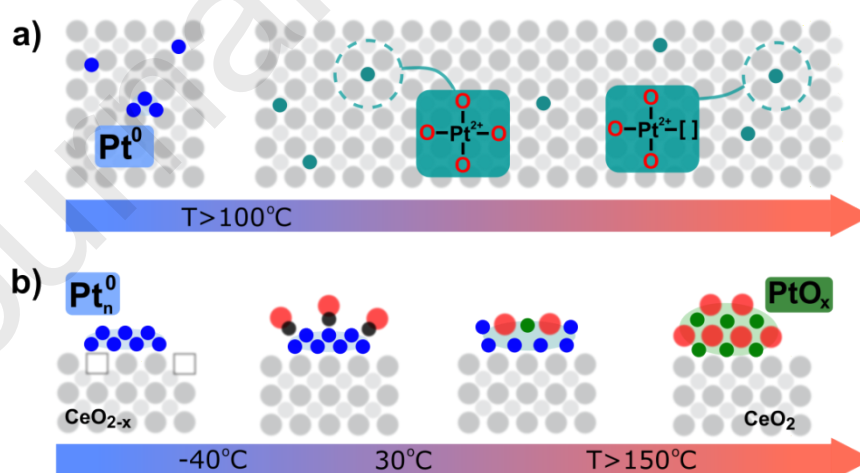 a)
Pt⁰
O
O-Pt²⁺-O
O
O
O-Pt²⁺-[ ]
O
T>100°C
b)
Ptₙ⁰
PtOₓ
CeO₂₋ₓ
CeO₂
-40°C 30°C T>150°C